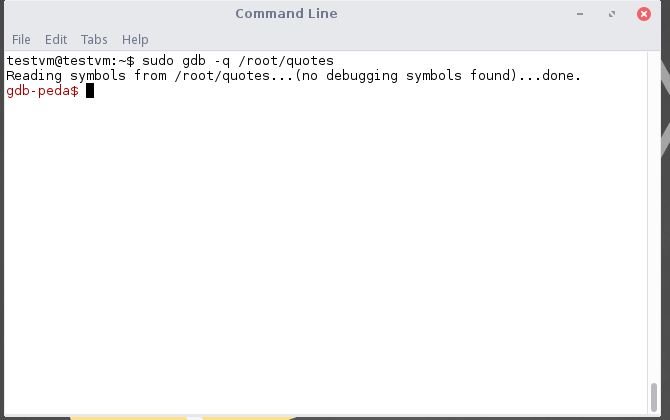 Command Line
File Edit Tabs Help
testvm@testvm:~$ sudo gdb -q /root/quotes
Reading symbols from /root/quotes...(no debugging symbols found)...done.
gdb-peda$